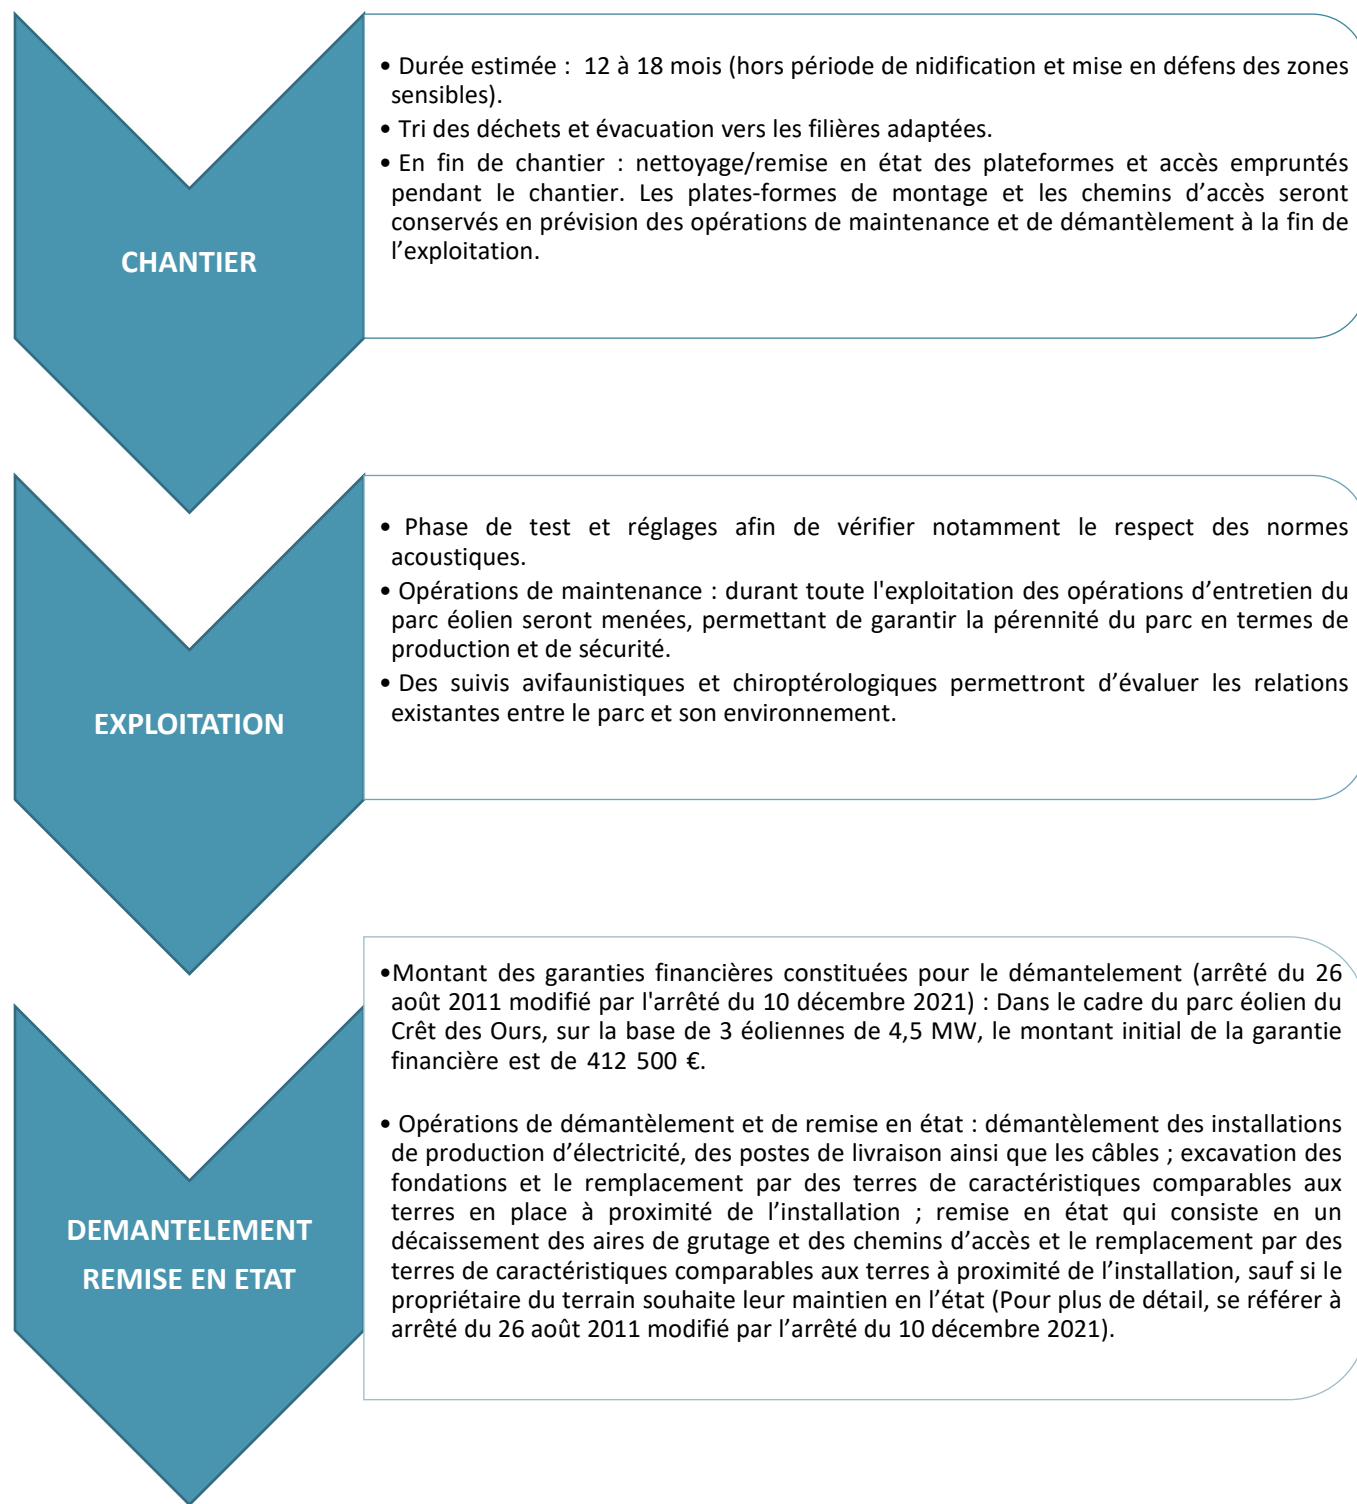 CHANTIER
• Durée estimée : 12 à 18 mois (hors période de nidification et mise en défens des zones
sensibles).
• Tri des déchets et évacuation vers les filières adaptées.
• En fin de chantier : nettoyage/remise en état des plateformes et accès empruntés
pendant le chantier. Les plates-formes de montage et les chemins d’accès seront
conservés en prévision des opérations de maintenance et de démantèlement à la fin de
l’exploitation.
EXPLOITATION
• Phase de test et réglages afin de vérifier notamment le respect des normes
acoustiques.
• Opérations de maintenance : durant toute l'exploitation des opérations d’entretien du
parc éolien seront menées, permettant de garantir la pérennité du parc en termes de
production et de sécurité.
• Des suivis avifaunistiques et chiroptérologiques permettront d’évaluer les relations
existantes entre le parc et son environnement.
DEMANTELEMENT
REMISE EN ETAT
•Montant des garanties financières constituées pour le démantelement (arrêté du 26
août 2011 modifié par l'arrêté du 10 décembre 2021) : Dans le cadre du parc éolien du
Crêt des Ours, sur la base de 3 éoliennes de 4,5 MW, le montant initial de la garantie
financière est de 412 500 €.
• Opérations de démantèlement et de remise en état : démantèlement des installations
de production d’électricité, des postes de livraison ainsi que les câbles ; excavation des
fondations et le remplacement par des terres de caractéristiques comparables aux
terres en place à proximité de l’installation ; remise en état qui consiste en un
décaissement des aires de grutage et des chemins d’accès et le remplacement par des
terres de caractéristiques comparables aux terres à proximité de l’installation, sauf si le
propriétaire du terrain souhaite leur maintien en l’état (Pour plus de détail, se référer à
arrêté du 26 août 2011 modifié par l’arrêté du 10 décembre 2021).